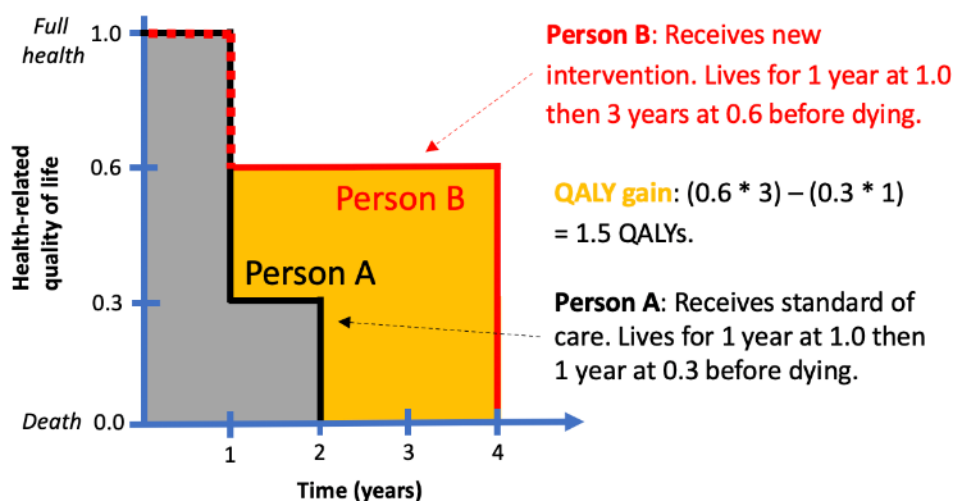 Full
health
1.0
0.6
0.3
Death 0.0
Health-related
quality of life
1
2
3
4
Time (years)
Person B
Person A
Person B: Receives new
intervention. Lives for 1 year at 1.0
then 3 years at 0.6 before dying.
QALY gain: (0.6 * 3) – (0.3 * 1)
= 1.5 QALYs.
Person A: Receives standard of
care. Lives for 1 year at 1.0 then
1 year at 0.3 before dying.